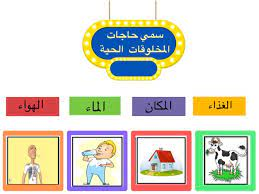 سمي حاجات
المخلوقات الحية
الغذاء
المكان
الماء
الهواء